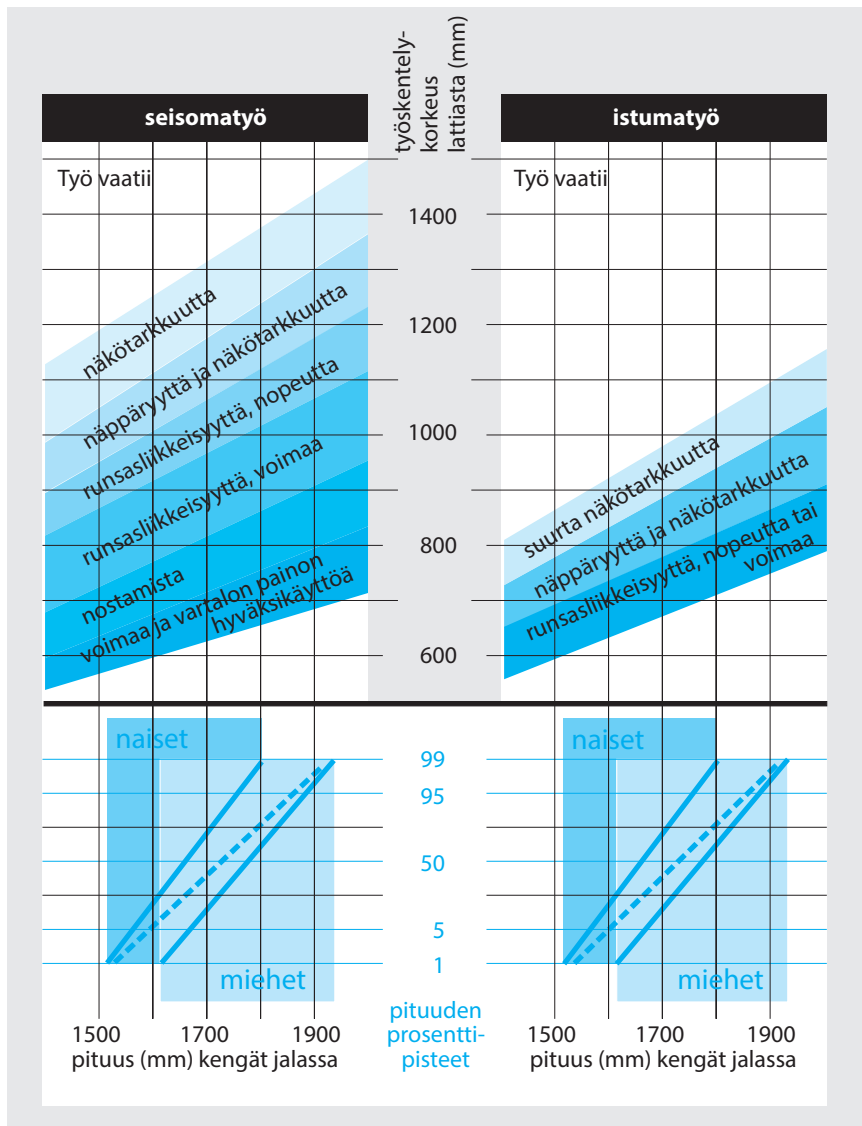 työskentely-
korkeus
lattiasta (mm)
seisomatyö
istumatyö
Työ vaatii
näkötarkkuutta
näppäryyttä ja näkötarkkuutta
runsasliikkeisyyttä, nopeutta
runsasliikkeisyyttä, voimaa
nostamista
voimaa ja vartalon painon
hyväksikäyttöä
1400
1200
1000
800
600
Työ vaatii
suurta näkötarkkuutta
näppäryyttä ja näkötarkkuutta
runsasliikkeisyyttä, nopeutta tai
voimaa
naiset
miehet
99
95
50
5
1
naiset
miehet
1500 1700 1900
pituus (mm) kengät jalassa
pituuden
prosentti-
pisteet
1500 1700 1900
pituus (mm) kengät jalassa